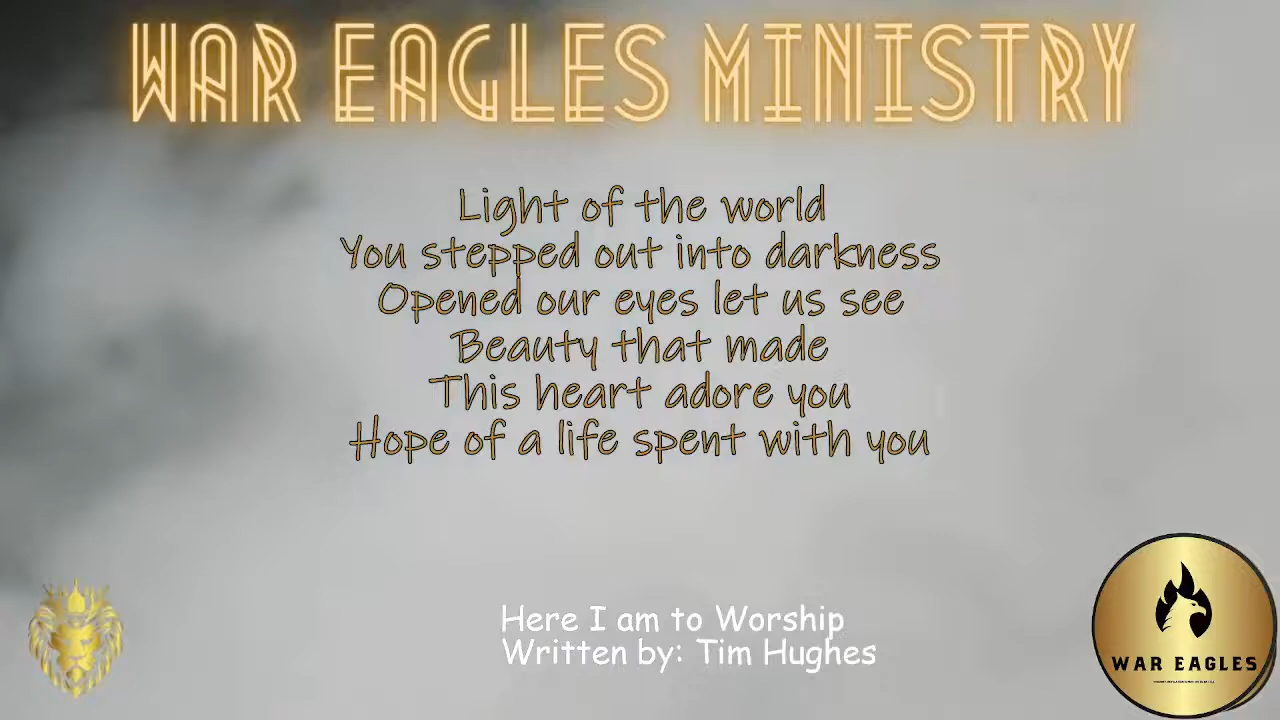 WAR EAGLES MINISTRY
Light of the world
You stepped out into darkness
Opened our eyes let us see
Beauty that made
This heart adore you
Hope of a life spent with you
Here I am to Worship
Written by: Tim Hughes
WAR EAGLES